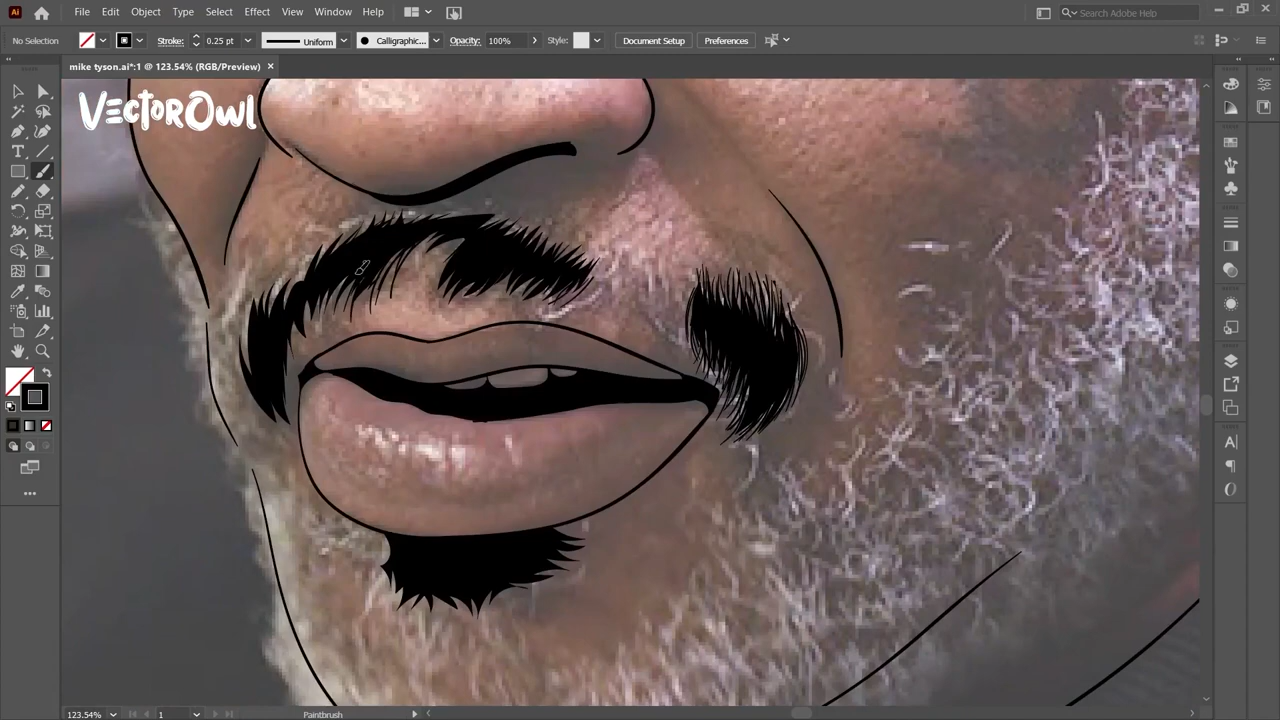 Ai File Edit Object Type Select Effect View Window Help Search Adobe Help
No Selection Stroke: 0.25 pt Uniform Calligraphic... Opacity: 100% Style: Document Setup Preferences
mike tyson.ai*:1 @ 123.54% (RGB/Preview) ×
VectorOwl
123.54% 1 Paintbrush